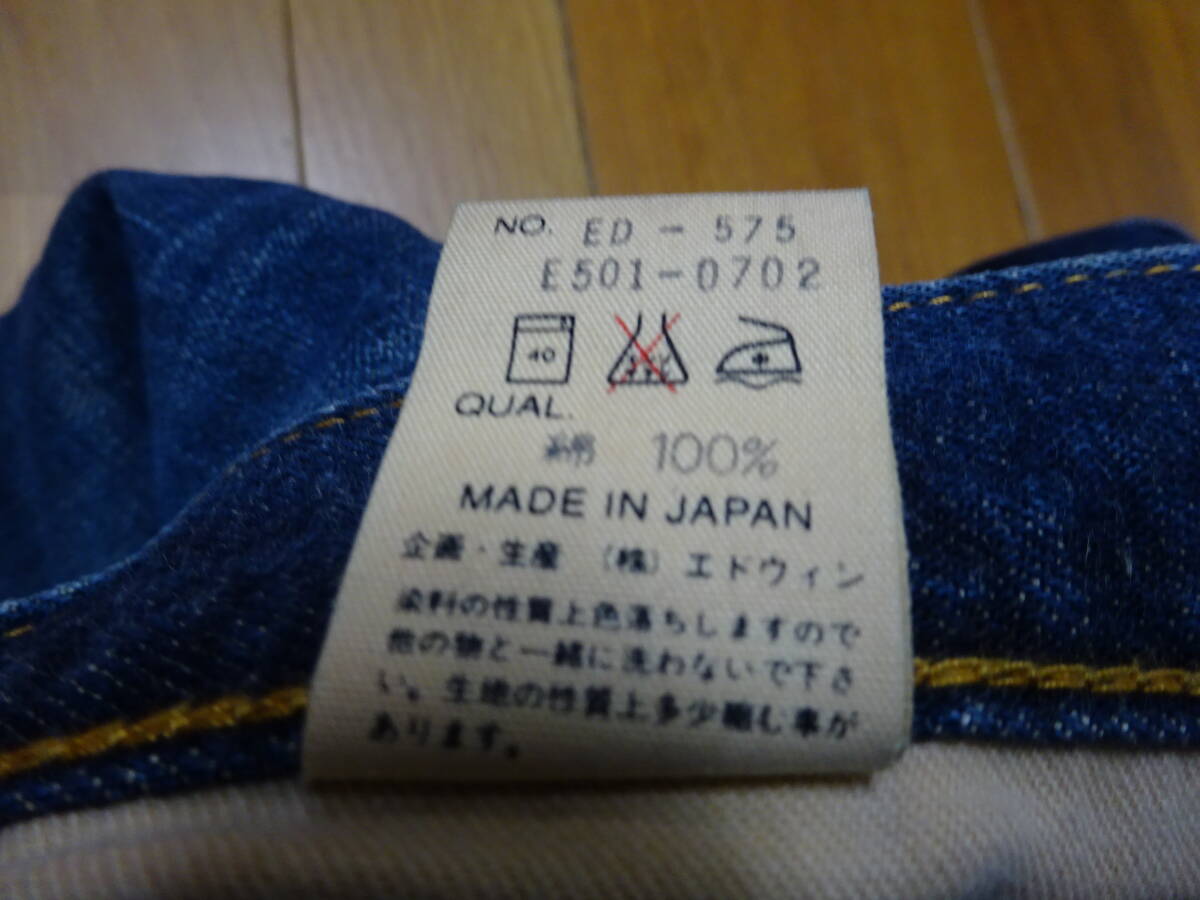 NO. ED-575
E501-0702
40 中
QUAL.
綿 100%
MADE IN JAPAN
企画・生産 (株) エドウィン
染料の性質上色落ちしますので
他の物と一緒に洗わないで下さ
い。生地の性質上多少縮む事が
あります。